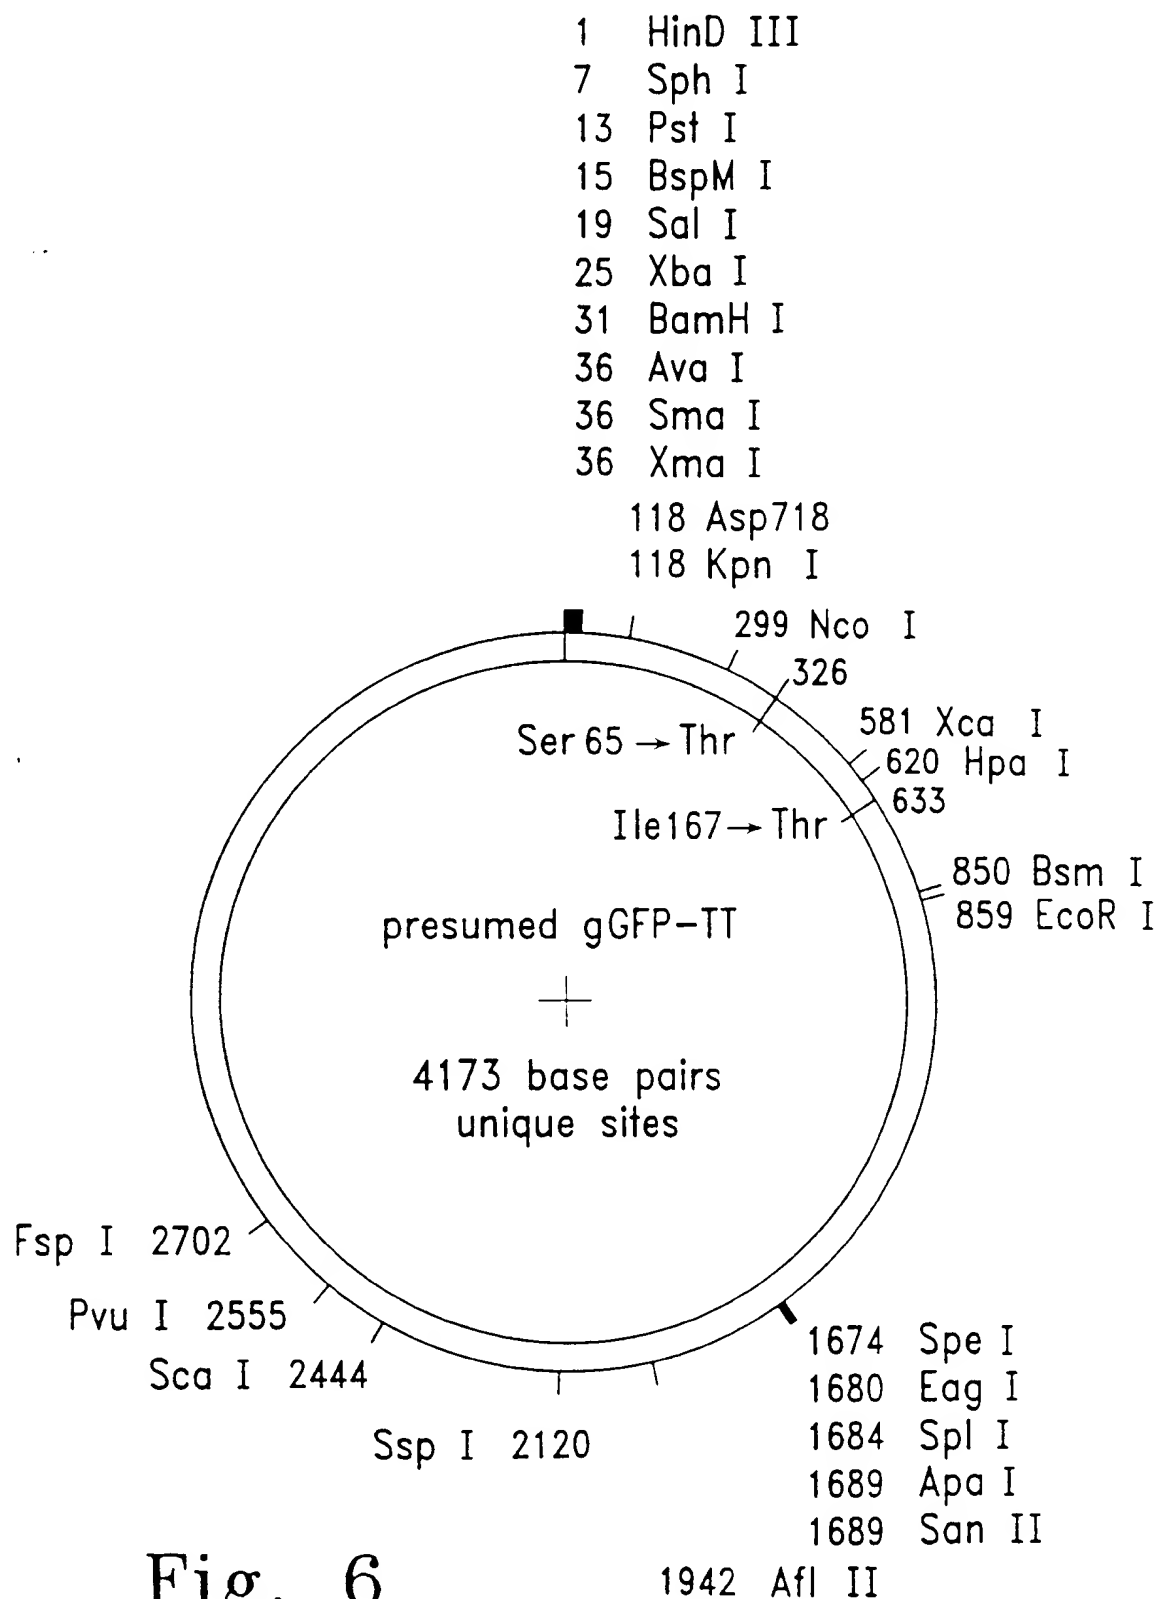 1 HinD III
7 Sph I
13 Pst I
15 BspM I
19 Sal I
25 Xba I
31 BamH I
36 Ava I
36 Sma I
36 Xma I
118 Asp718
118 Kpn I
299 Nco I
326
Ser 65 → Thr
581 Xca I
620 Hpa I
633
Ile167 → Thr
850 Bsm I
859 EcoR I
presumed gGFP-TT
4173 base pairs
unique sites
Fsp I 2702
Pvu I 2555
Sca I 2444
Ssp I 2120
1674 Spe I
1680 Eag I
1684 Spl I
1689 Apa I
1689 San II
1942 Afl II
Fig. 6